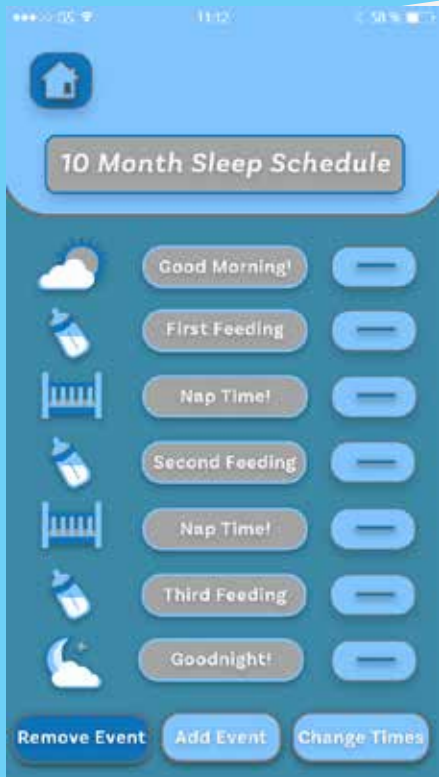 11:12
58 %
10 Month Sleep Schedule
Good Morning!
First Feeding
Nap Time!
Second Feeding
Nap Time!
Third Feeding
Goodnight!
Remove Event Add Event Change Times